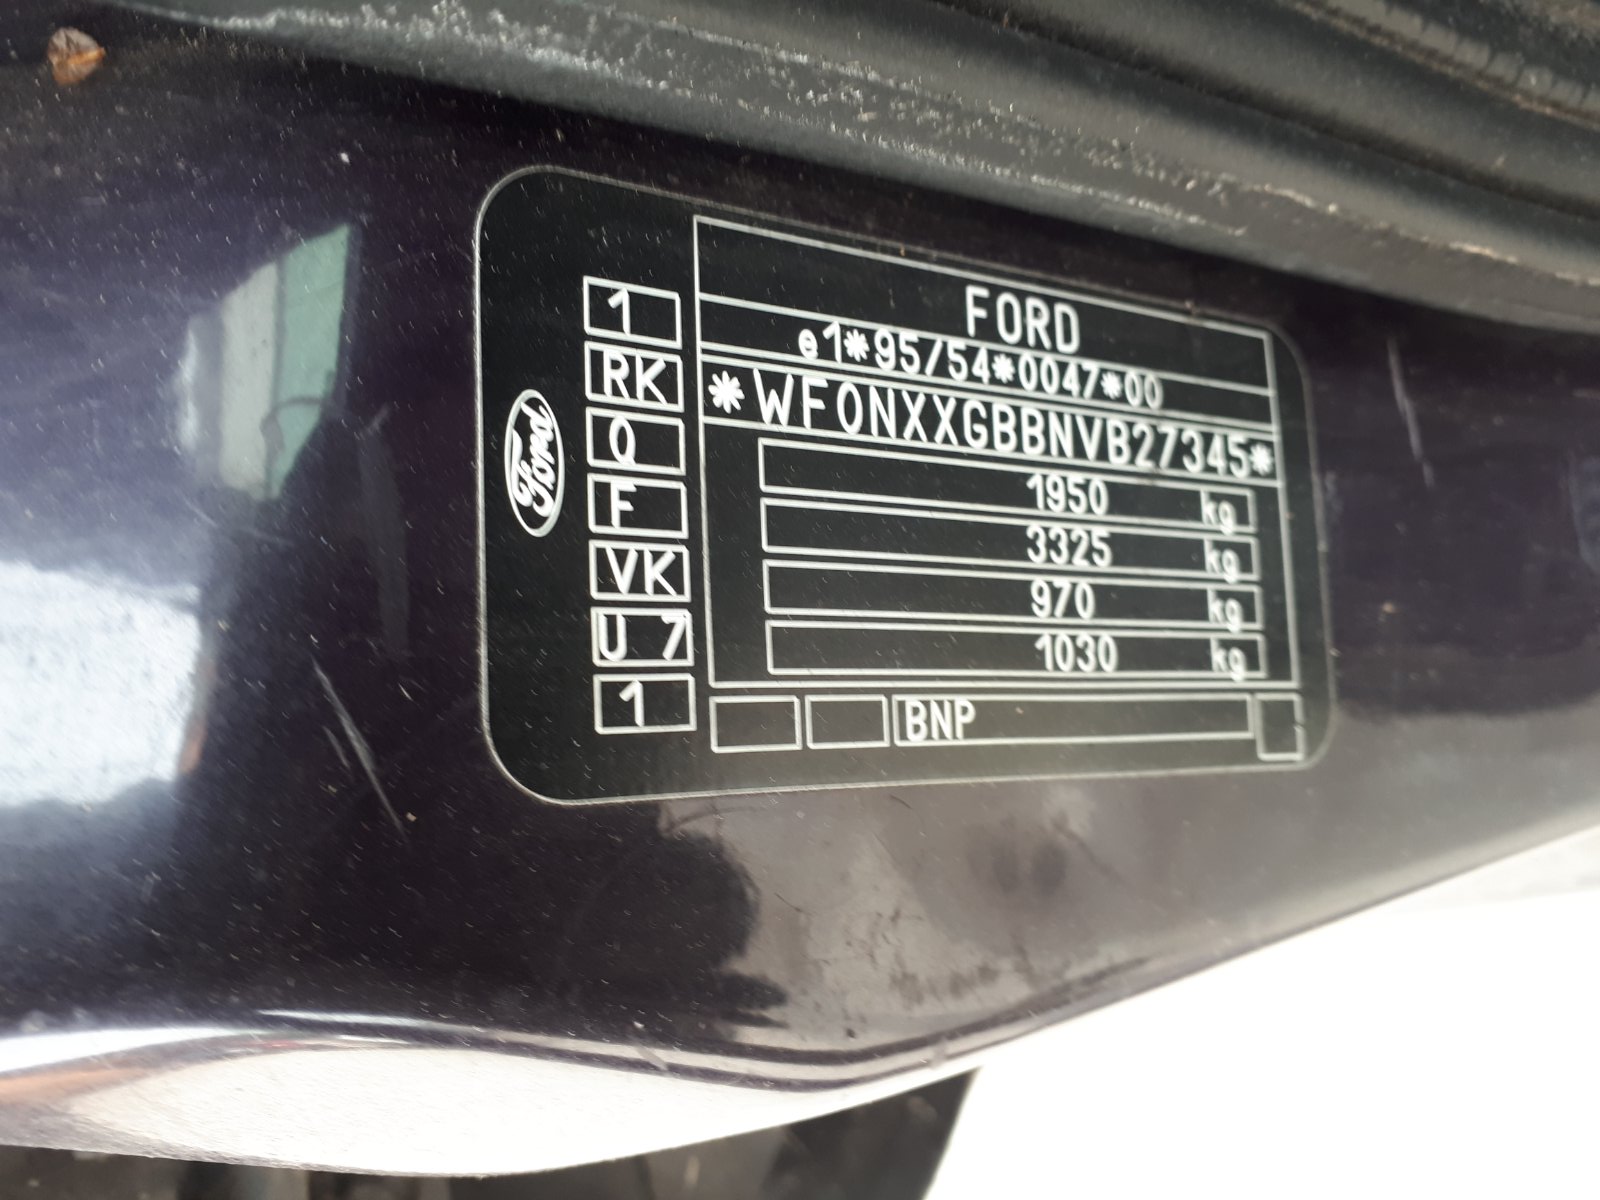 Ford
1
RK
Q
F
VK
U 7
1
FORD
e1*95/54*0047*00
*WF0NXXGBBNVB27345*
1950 kg
3325 kg
970 kg
1030 kg
BNP